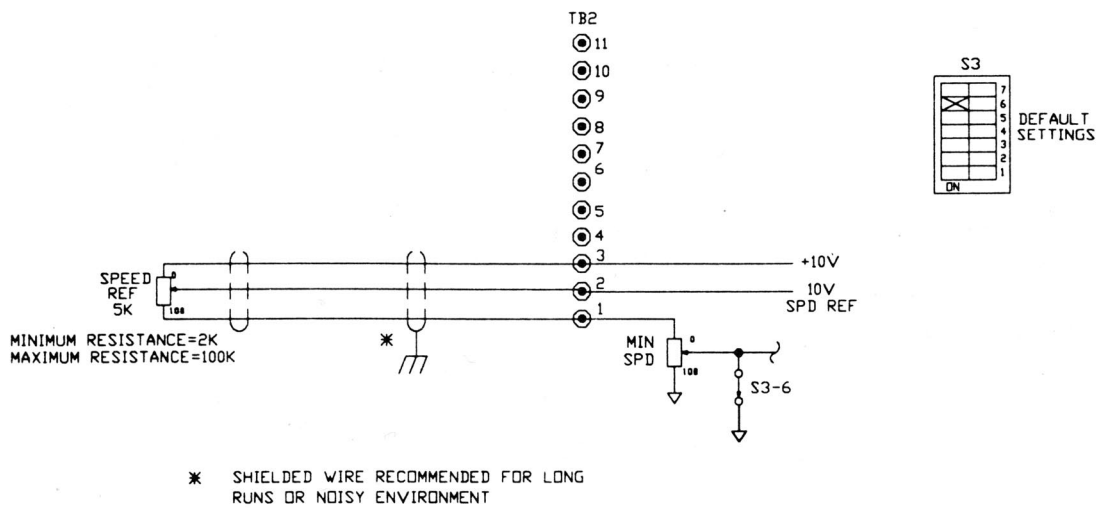 TB2
11
10
9
8
7
6
5
4
3
2
1
S3
7
6
5
4
3
2
1
ON
DEFAULT
SETTINGS
+10V
10V
SPD REF
SPEED
REF
5K
0
100
MINIMUM RESISTANCE=2K
MAXIMUM RESISTANCE=100K
*
MIN
SPD
0
100
S3-6
* SHIELDED WIRE RECOMMENDED FOR LONG
RUNS OR NOISY ENVIRONMENT